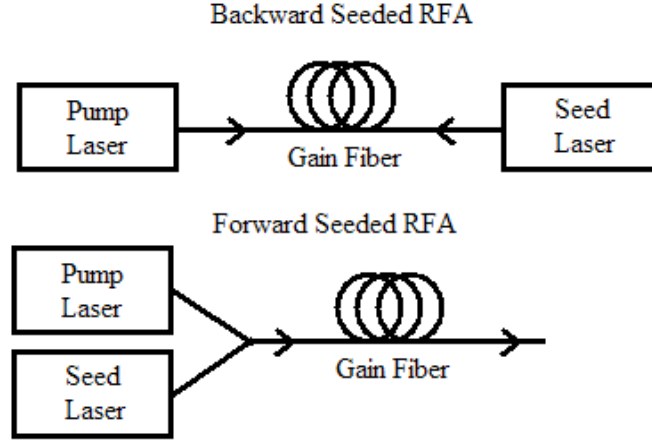 Backward Seeded RFA
Pump
Laser
Seed
Laser
Gain Fiber
Forward Seeded RFA
Pump
Laser
Gain Fiber
Seed
Laser